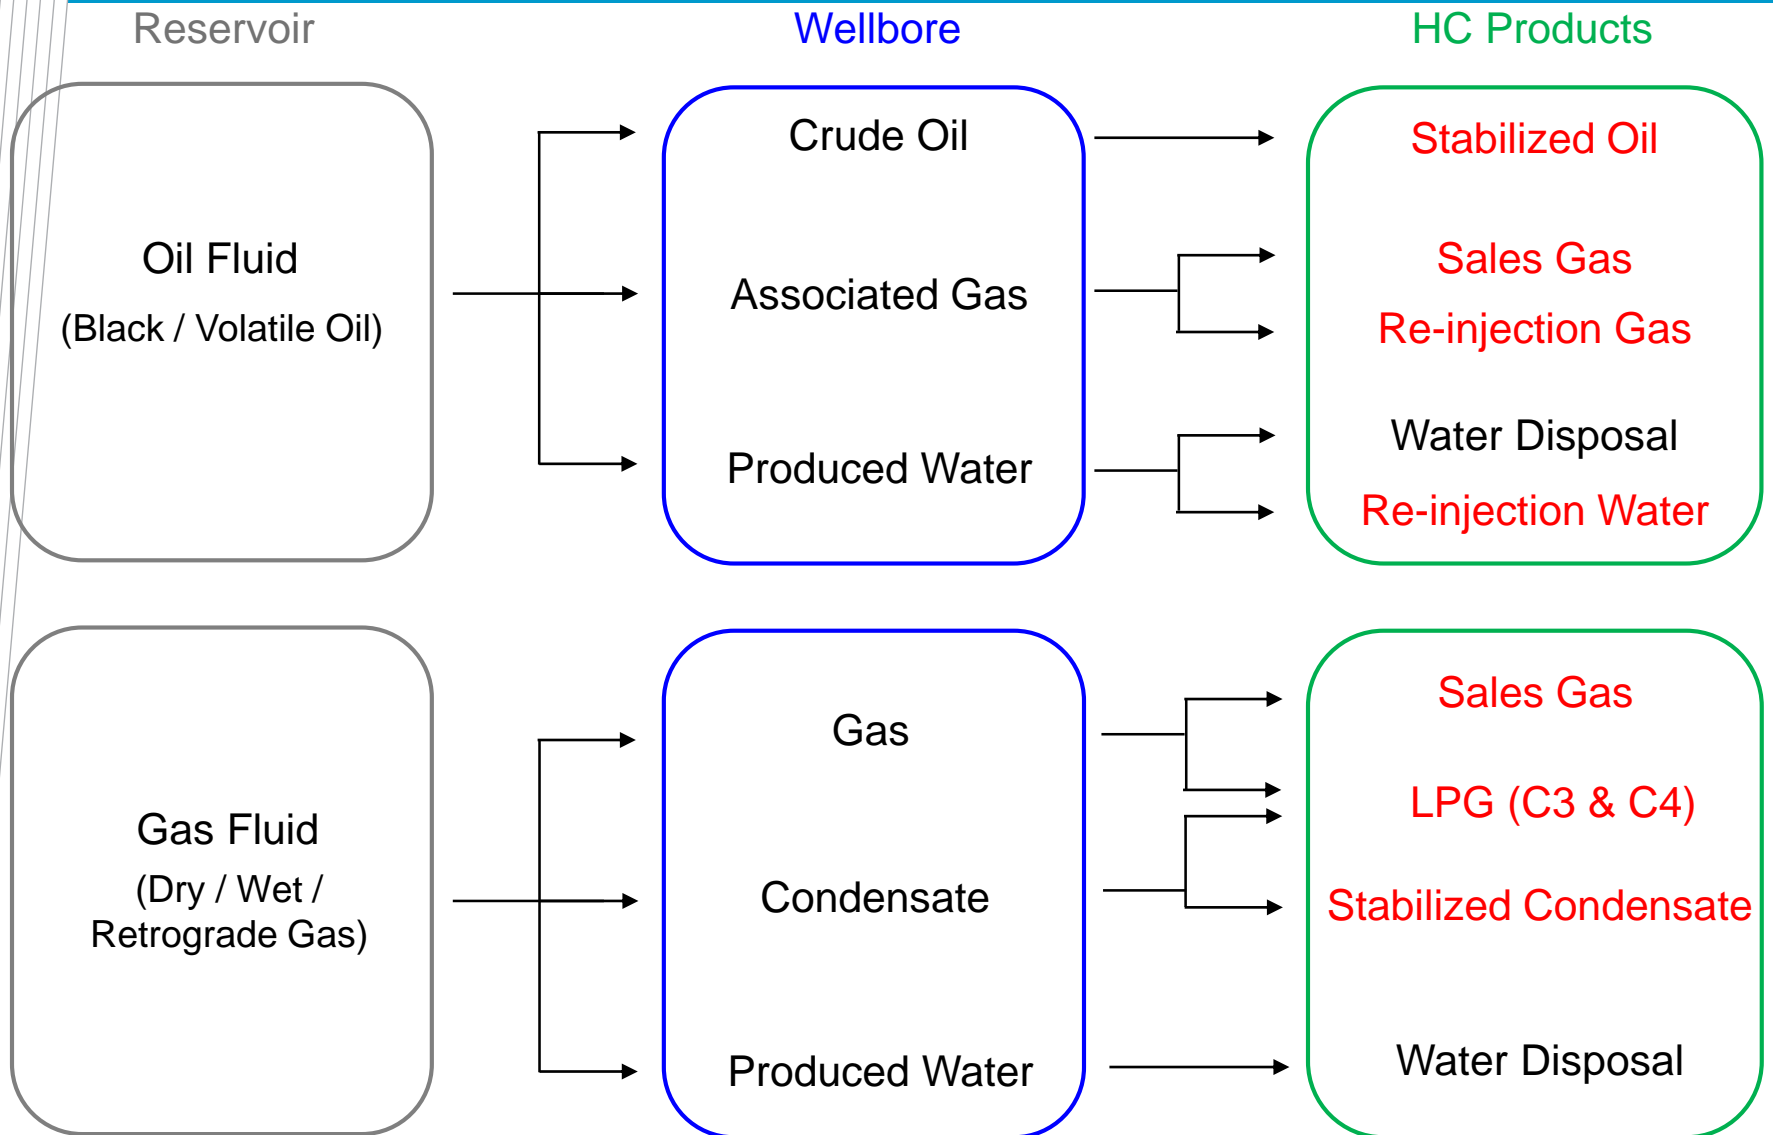 Reservoir
Wellbore
HC Products
Oil Fluid
(Black / Volatile Oil)
Crude Oil
Associated Gas
Produced Water
Stabilized Oil
Sales Gas
Re-injection Gas
Water Disposal
Re-injection Water
Gas Fluid
(Dry / Wet /
Retrograde Gas)
Gas
Condensate
Produced Water
Sales Gas
LPG (C3 & C4)
Stabilized Condensate
Water Disposal